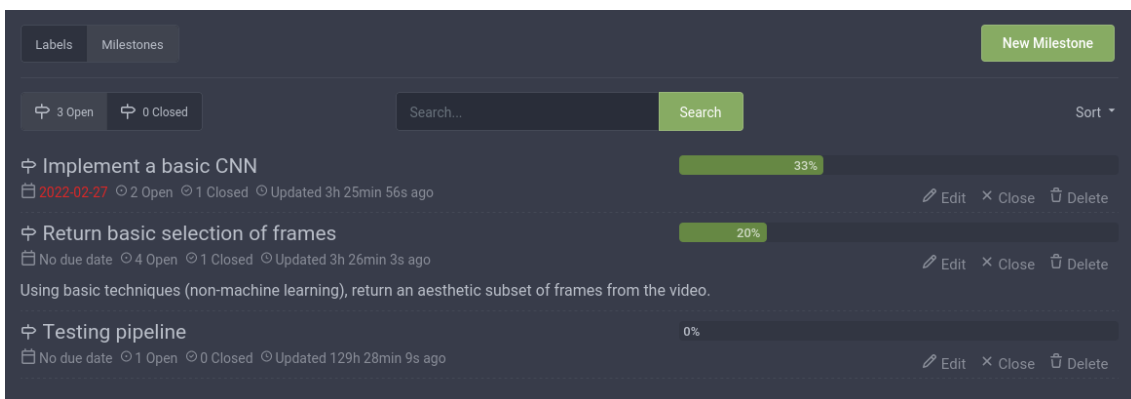 Labels Milestones New Milestone
3 Open 0 Closed Search... Search Sort
Implement a basic CNN 33%
2022-02-27 2 Open 1 Closed Updated 3h 25min 56s ago Edit Close Delete
Return basic selection of frames 20%
No due date 4 Open 1 Closed Updated 3h 26min 3s ago Edit Close Delete
Using basic techniques (non-machine learning), return an aesthetic subset of frames from the video.
Testing pipeline 0%
No due date 1 Open 0 Closed Updated 129h 28min 9s ago Edit Close Delete